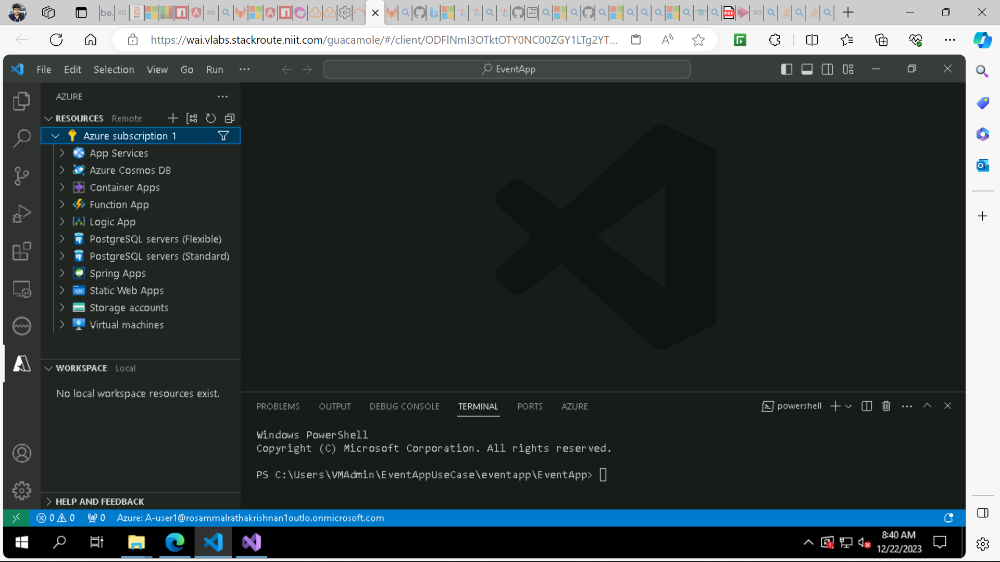 be.
https://wai.vlabs.stackroute.niit.com/guacamole/#/client/ODFlNmI3OTktOTY0NC00ZGY1LTg2YT...
File Edit Selection View Go Run ...
EventApp
AZURE
RESOURCES Remote
Azure subscription 1
App Services
Azure Cosmos DB
Container Apps
Function App
Logic App
PostgreSQL servers (Flexible)
PostgreSQL servers (Standard)
Spring Apps
Static Web Apps
Storage accounts
Virtual machines
WORKSPACE Local
No local workspace resources exist.
HELP AND FEEDBACK
PROBLEMS OUTPUT DEBUG CONSOLE TERMINAL PORTS AZURE
powershell
Windows PowerShell
Copyright (C) Microsoft Corporation. All rights reserved.
PS C:\Users\VMAdmin\EventAppUseCase\eventapp\EventApp>
0 0 0 Azure: A-user1@rosammalrathakrishnan1outlo.onmicrosoft.com
8:40 AM
12/22/2023